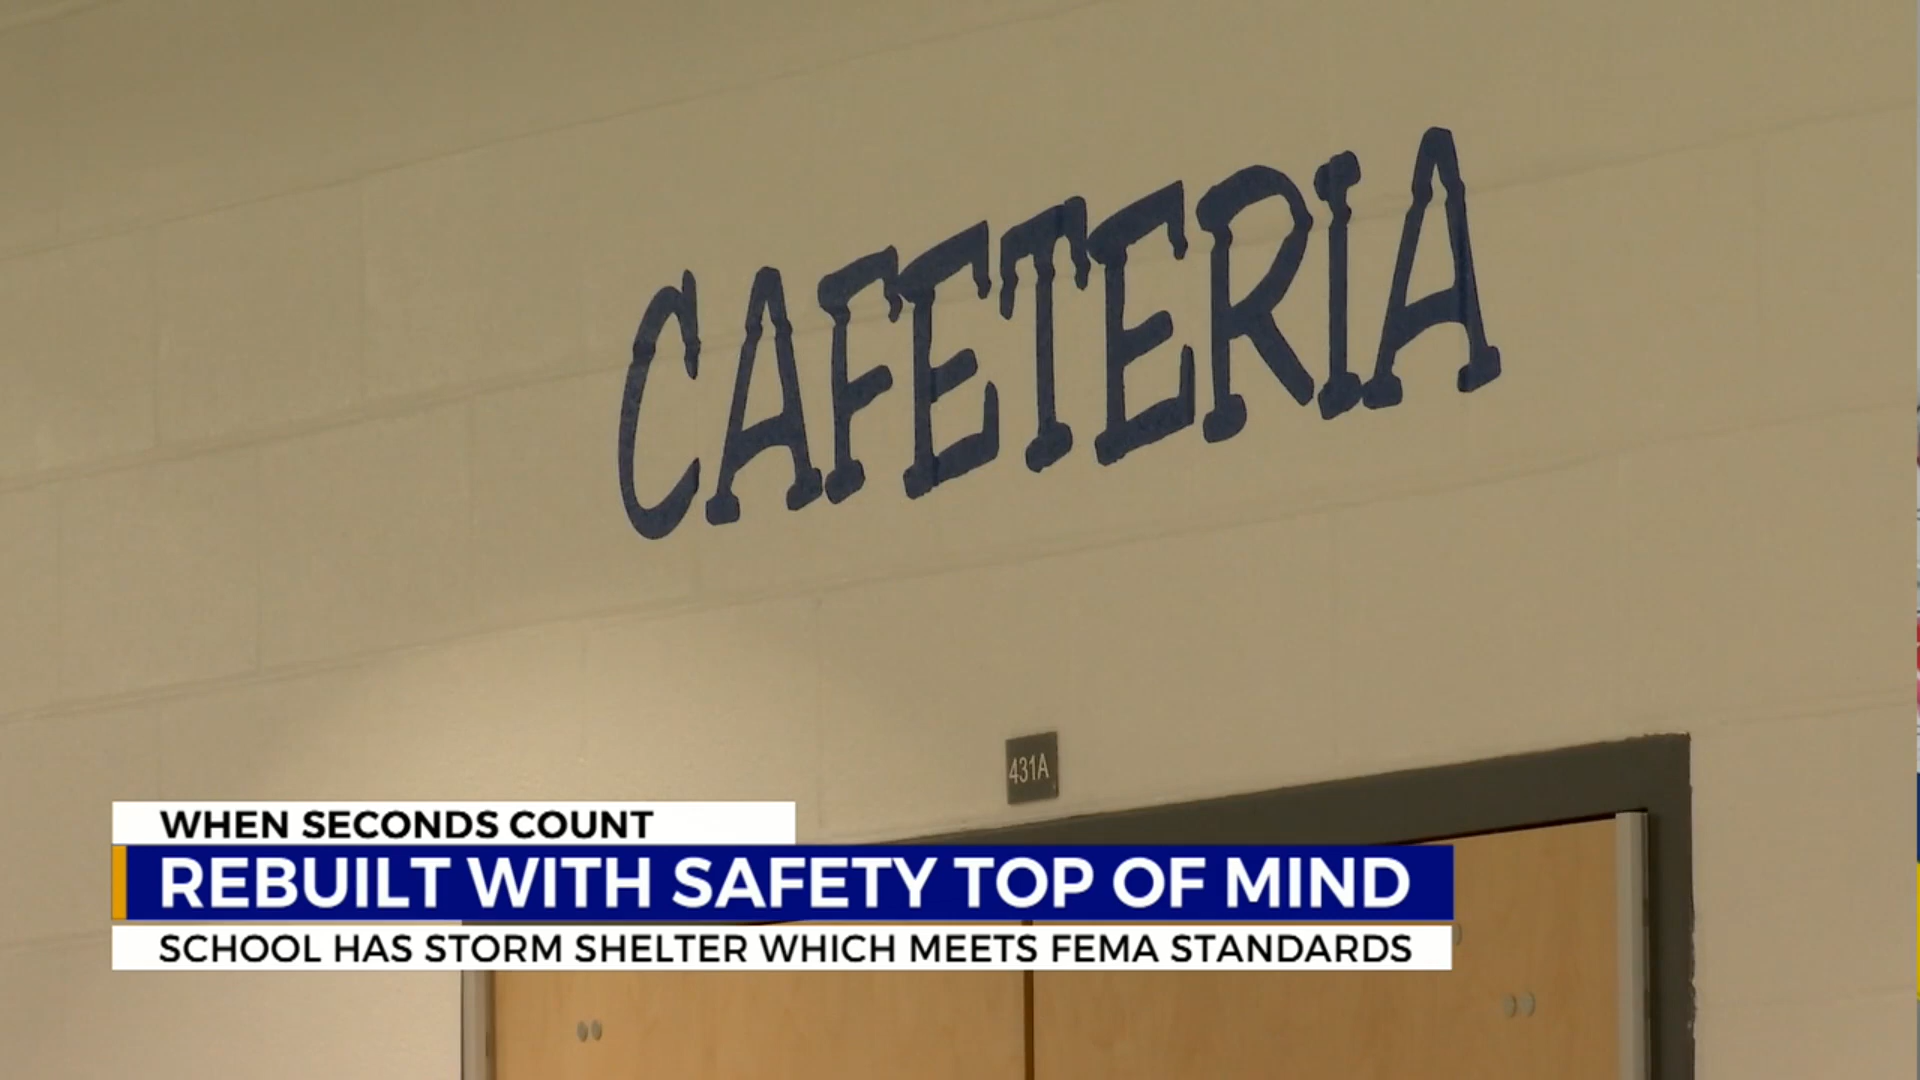 CAFETERIA
431A
WHEN SECONDS COUNT
REBUILT WITH SAFETY TOP OF MIND
SCHOOL HAS STORM SHELTER WHICH MEETS FEMA STANDARDS